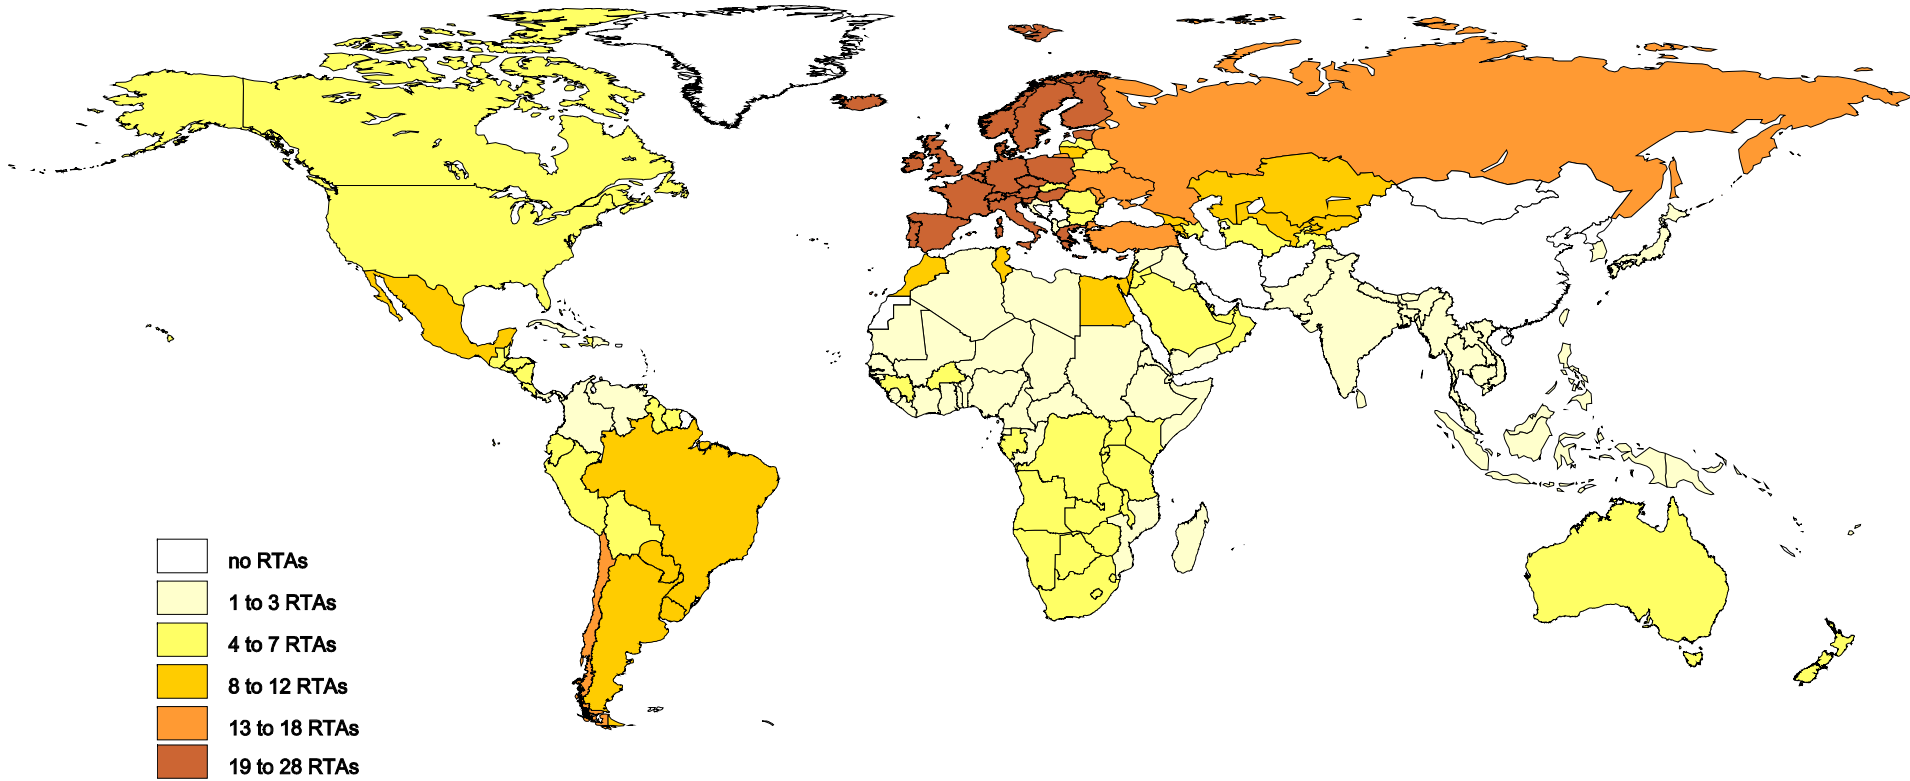 no RTAs
1 to 3 RTAs
4 to 7 RTAs
8 to 12 RTAs
13 to 18 RTAs
19 to 28 RTAs